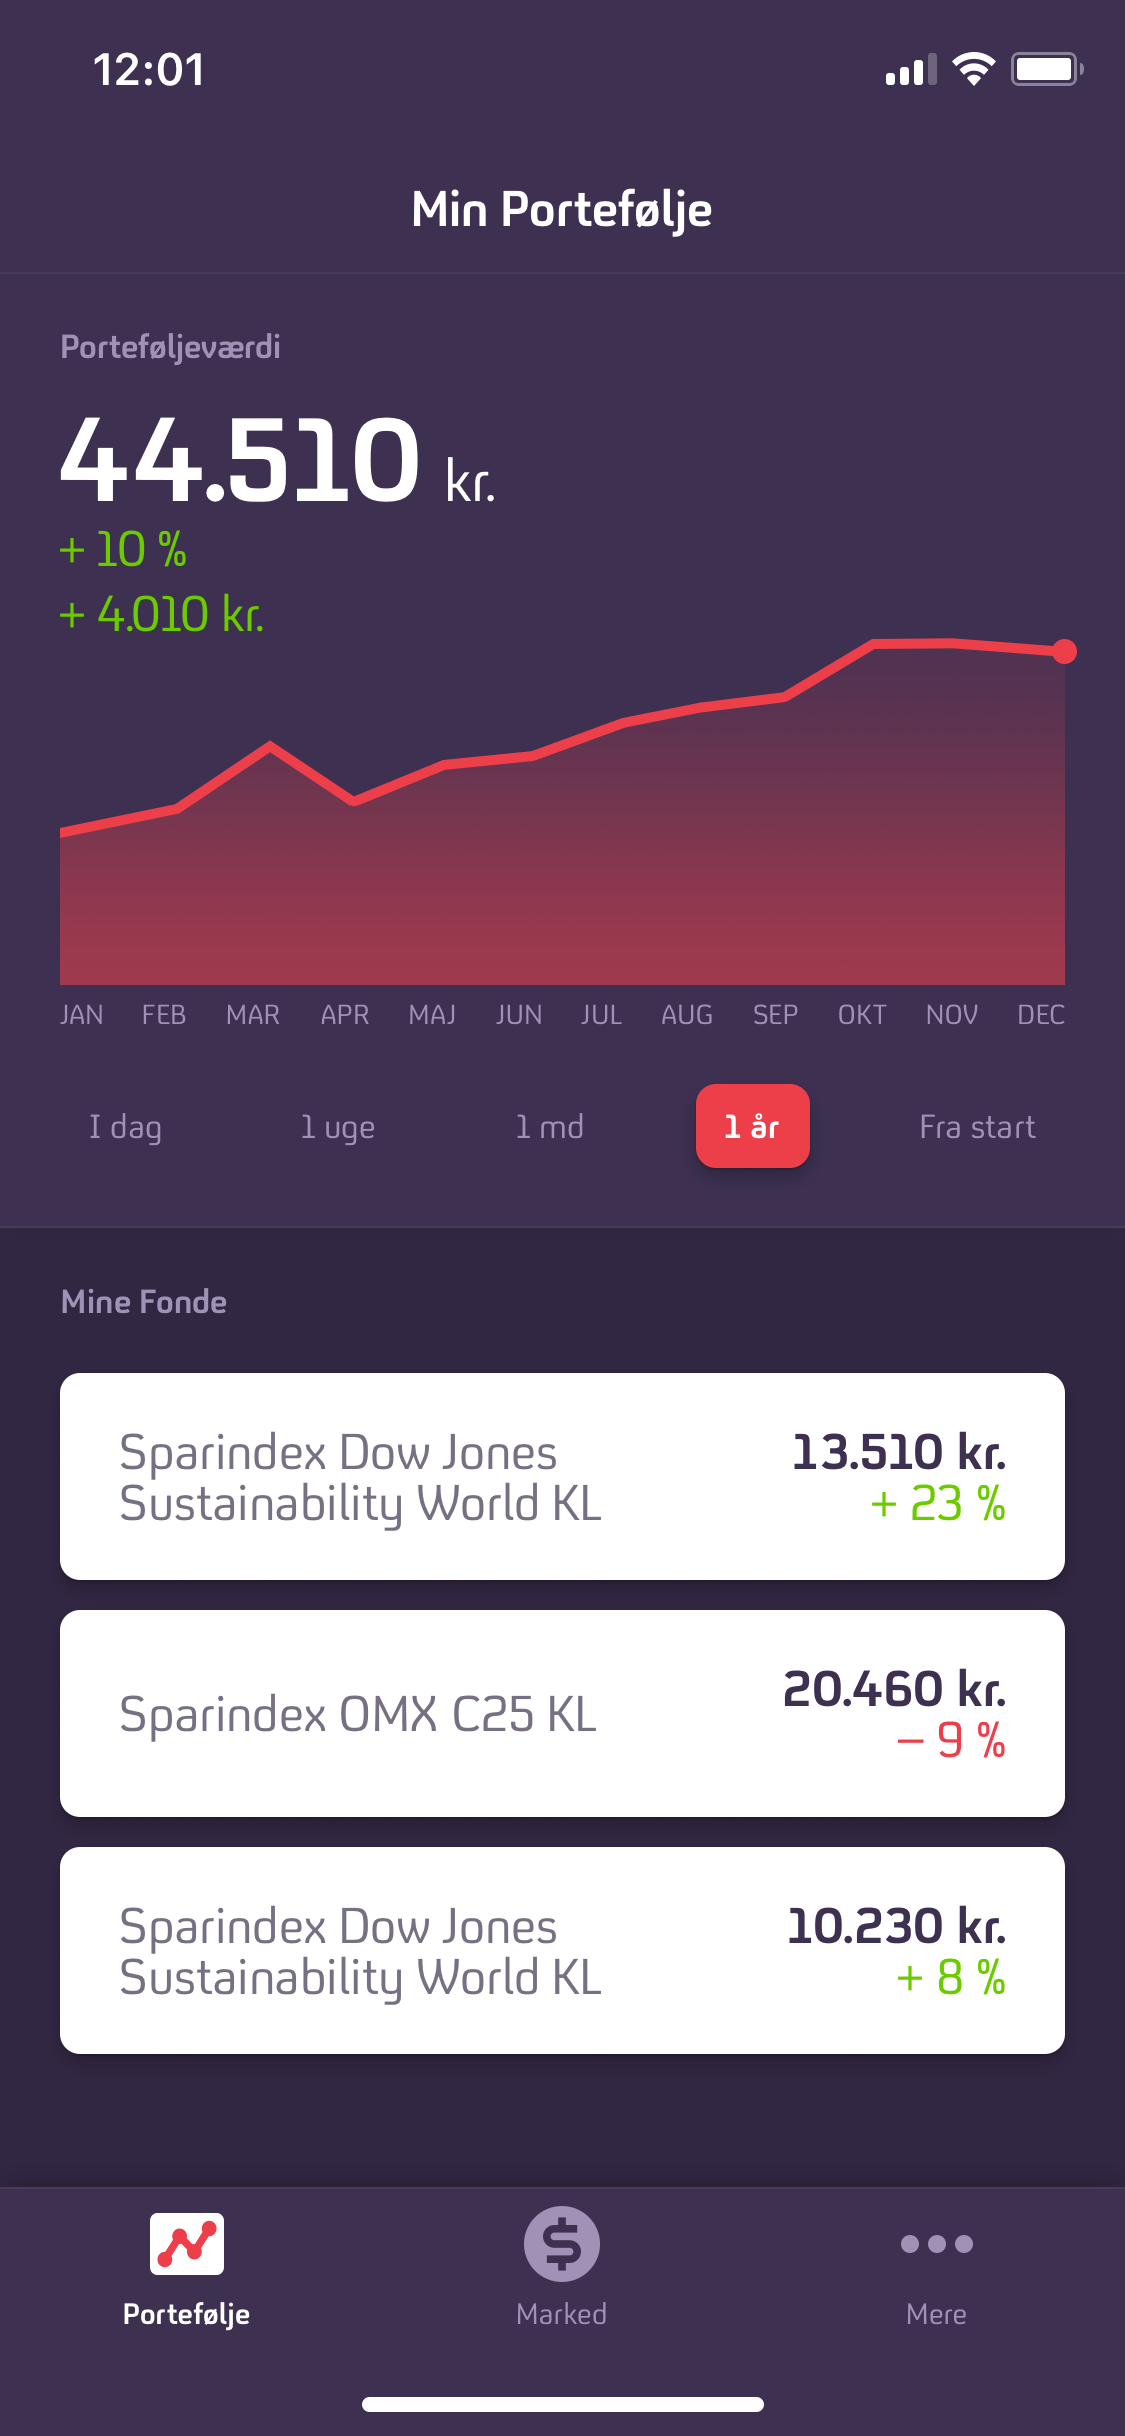 12:01
Min Portefølje
Porteføljeværdi
44.510 kr.
+ 10 %
+ 4.010 kr.
JAN FEB MAR APR MAJ JUN JUL AUG SEP OKT NOV DEC
I dag 1 uge 1 md 1 år Fra start
Mine Fonde
Sparindex Dow Jones 13.510 kr.
Sustainability World KL + 23 %
Sparindex OMX C25 KL 20.460 kr.
– 9 %
Sparindex Dow Jones 10.230 kr.
Sustainability World KL + 8 %
Portefølje Marked Mere